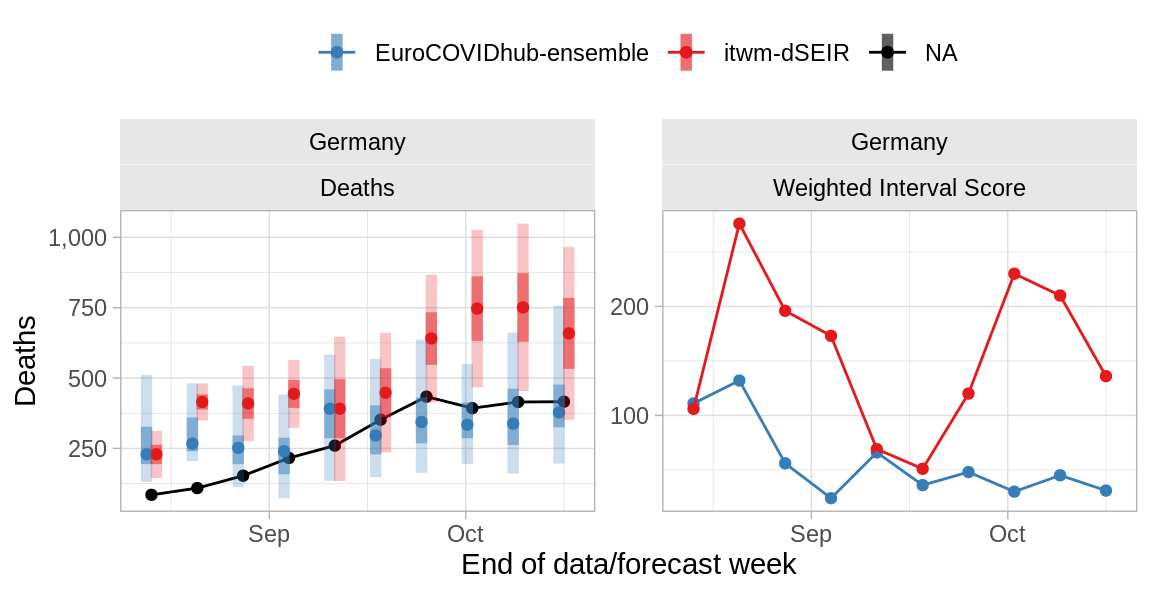 EuroCOVIDhub-ensemble itwm-dSEIR NA
Germany
Deaths
1,000
750
500
250
Sep Oct
Deaths
Germany
Weighted Interval Score
200
100
Sep Oct
End of data/forecast week